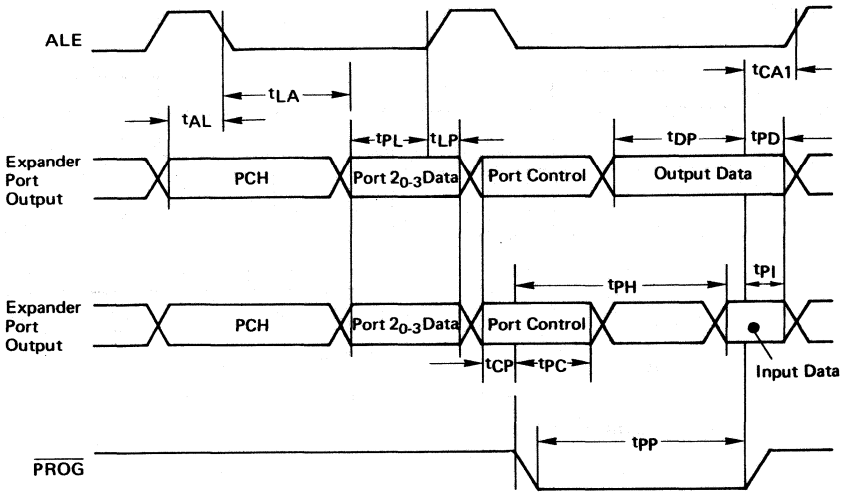 ALE
tCA1
tLA
tAL
tPL
tLP
tDP
tPD
Expander
Port
Output
PCH
Port 20-3Data
Port Control
Output Data
tPH
tPI
Expander
Port
Output
PCH
Port 20-3Data
Port Control
tCP
tPC
Input Data
tPP
PROG